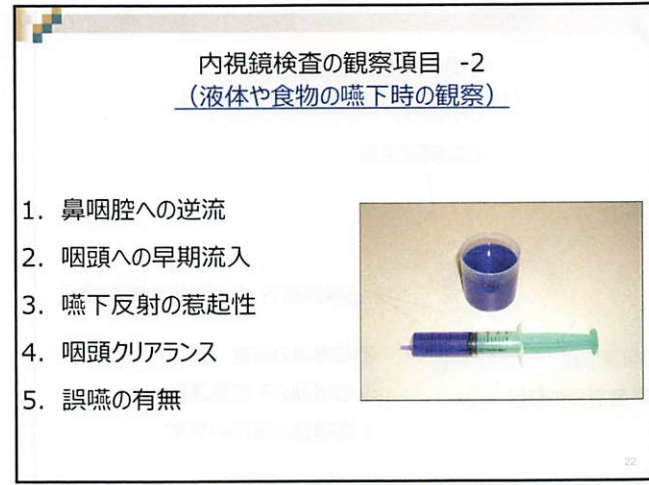 内視鏡検査の観察項目 -2
（液体や食物の嚥下時の観察）
1. 鼻咽腔への逆流
2. 咽頭への早期流入
3. 嚥下反射の惹起性
4. 咽頭クリアランス
5. 誤嚥の有無
22